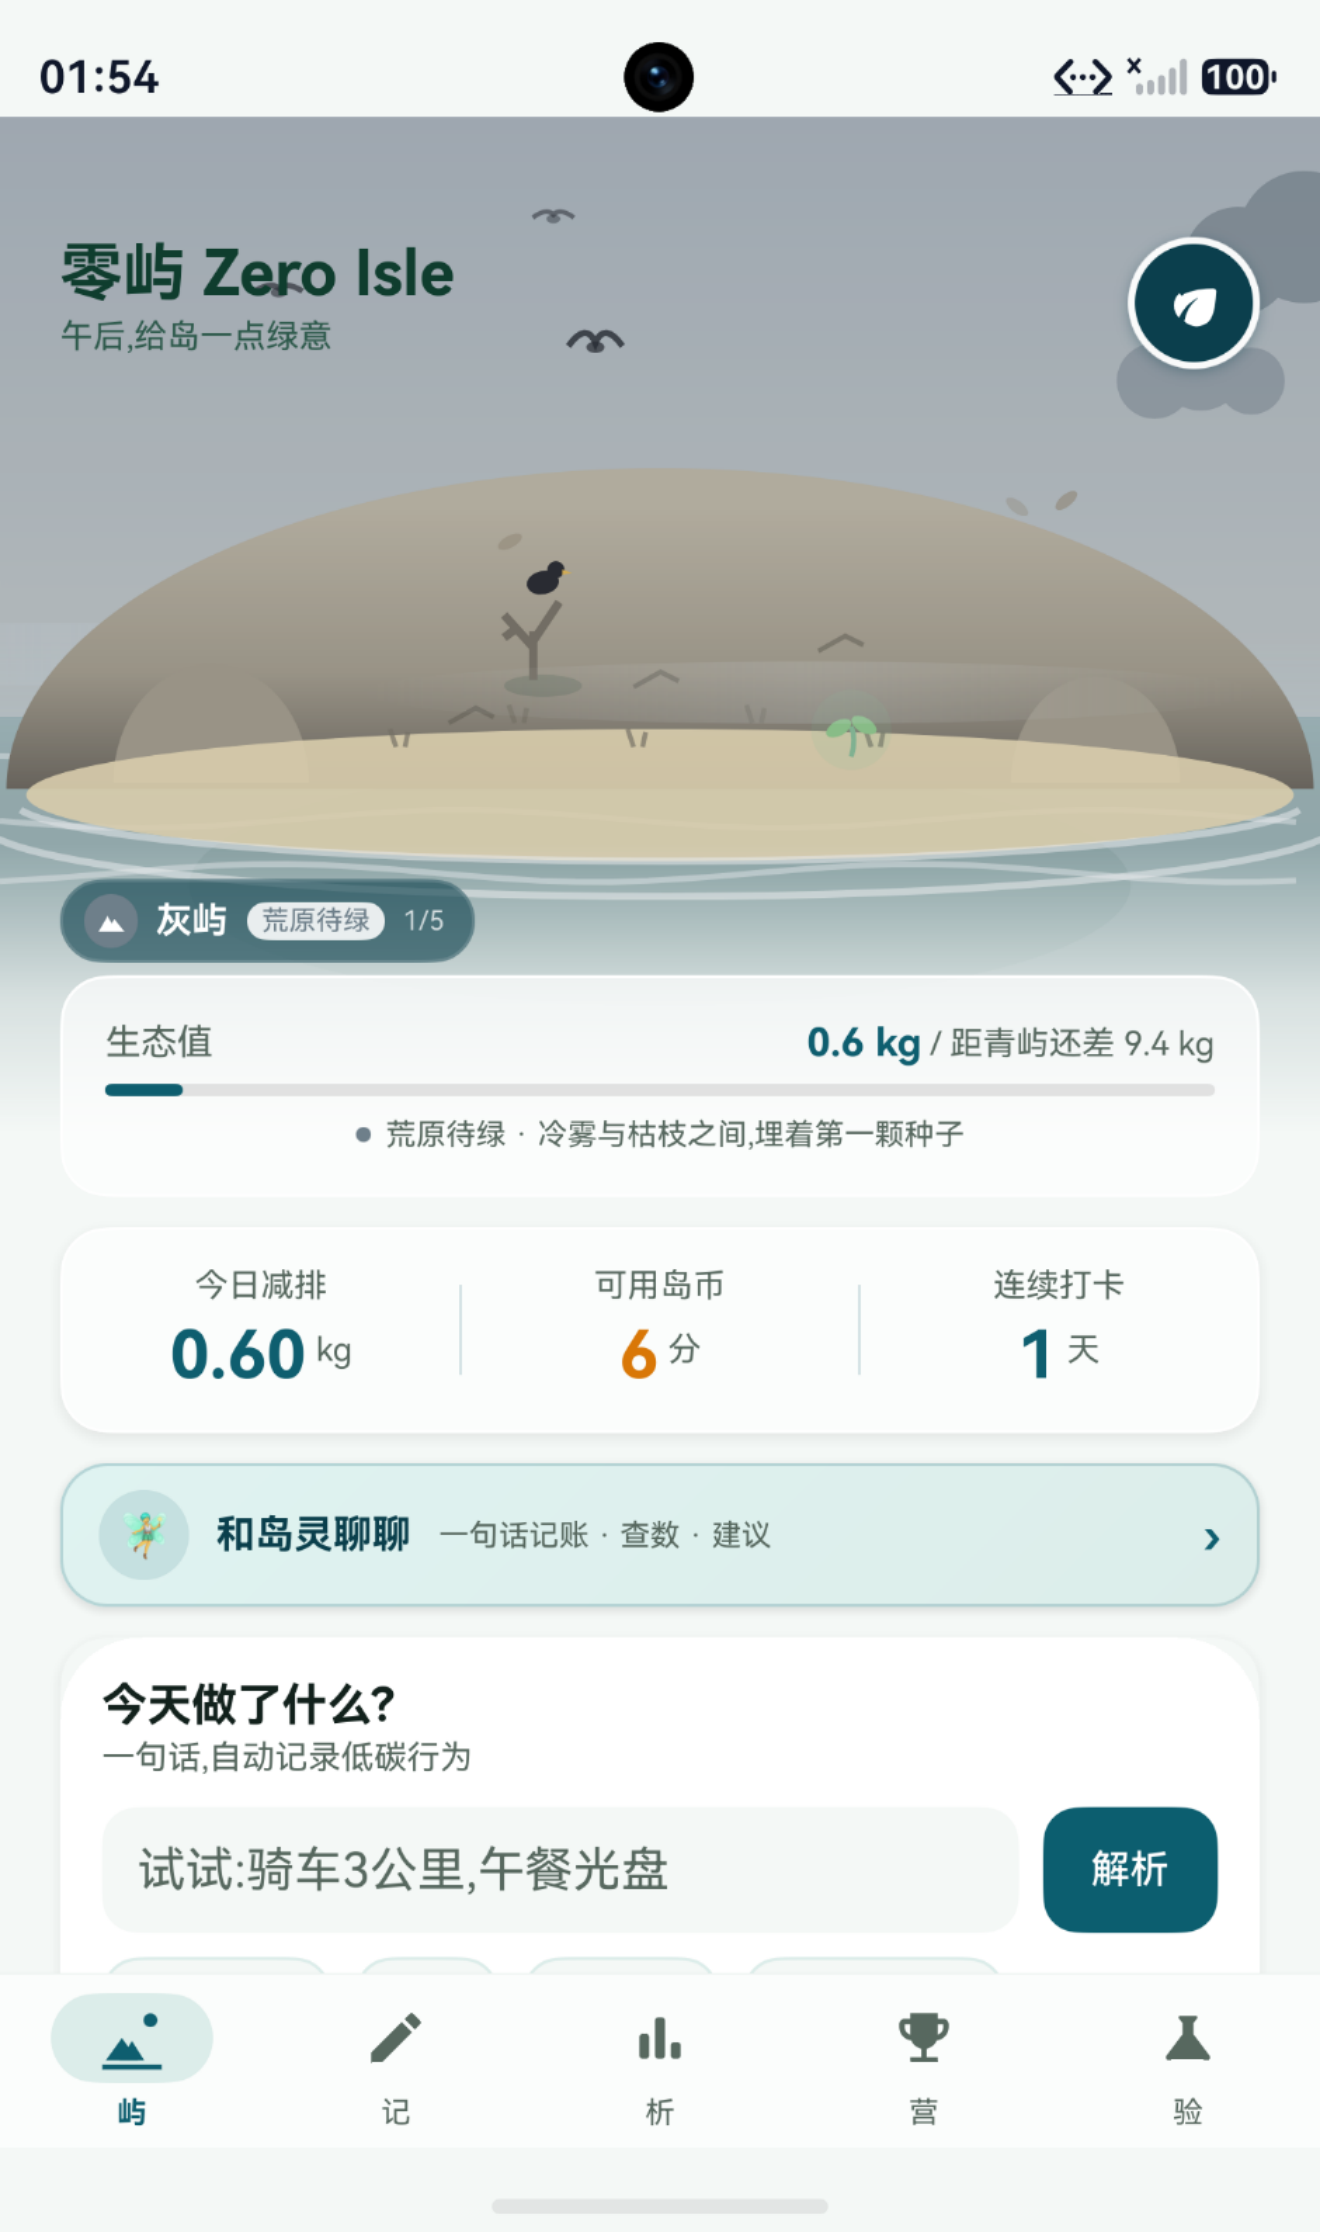 01:54
100
零屿 Zero Isle
午后,给岛一点绿意
灰屿 荒原待绿 1/5
生态值 0.6 kg / 距青屿还差 9.4 kg
荒原待绿 · 冷雾与枯枝之间,埋着第一颗种子
今日减排 可用岛币 连续打卡
0.60 kg 6 分 1 天
和岛灵聊聊 一句话记账 · 查数 · 建议 ›
今天做了什么?
一句话,自动记录低碳行为
试试:骑车3公里,午餐光盘 解析
屿 记 析 营 验